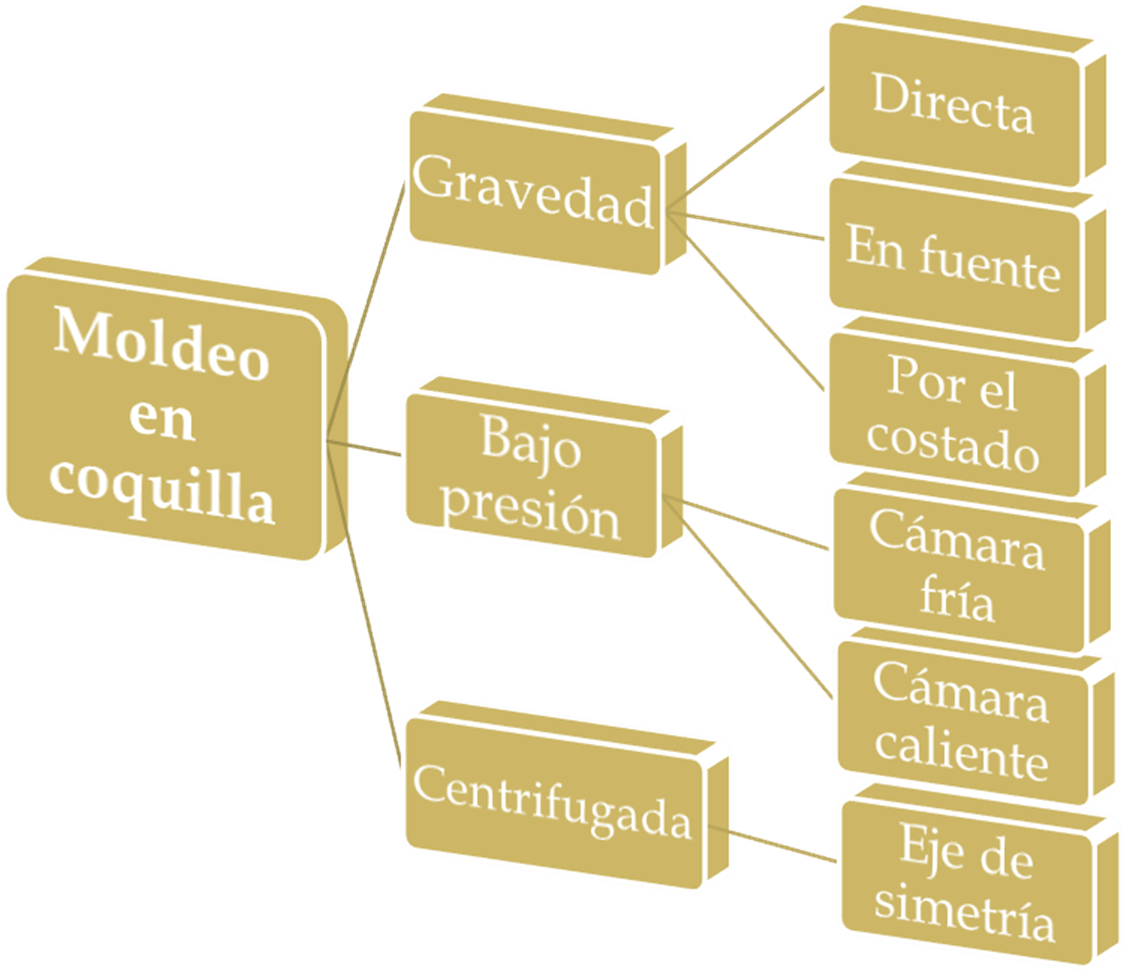 Moldeo
en
coquilla
Gravedad
Directa
En fuente
Por el
costado
Bajo
presión
Cámara
fría
Cámara
caliente
Centrifugada
Eje de
simetría